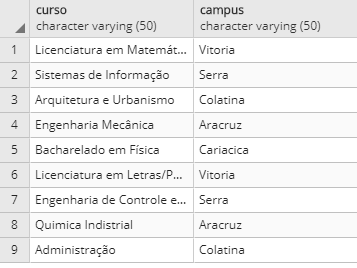 curso campus
character varying (50) character varying (50)
1 Licenciatura em Matemát... Vitoria
2 Sistemas de Informação Serra
3 Arquitetura e Urbanismo Colatina
4 Engenharia Mecânica Aracruz
5 Bacharelado em Física Cariacica
6 Licenciatura em Letras/P... Vitoria
7 Engenharia de Controle e... Serra
8 Quimica Indistrial Aracruz
9 Administração Colatina